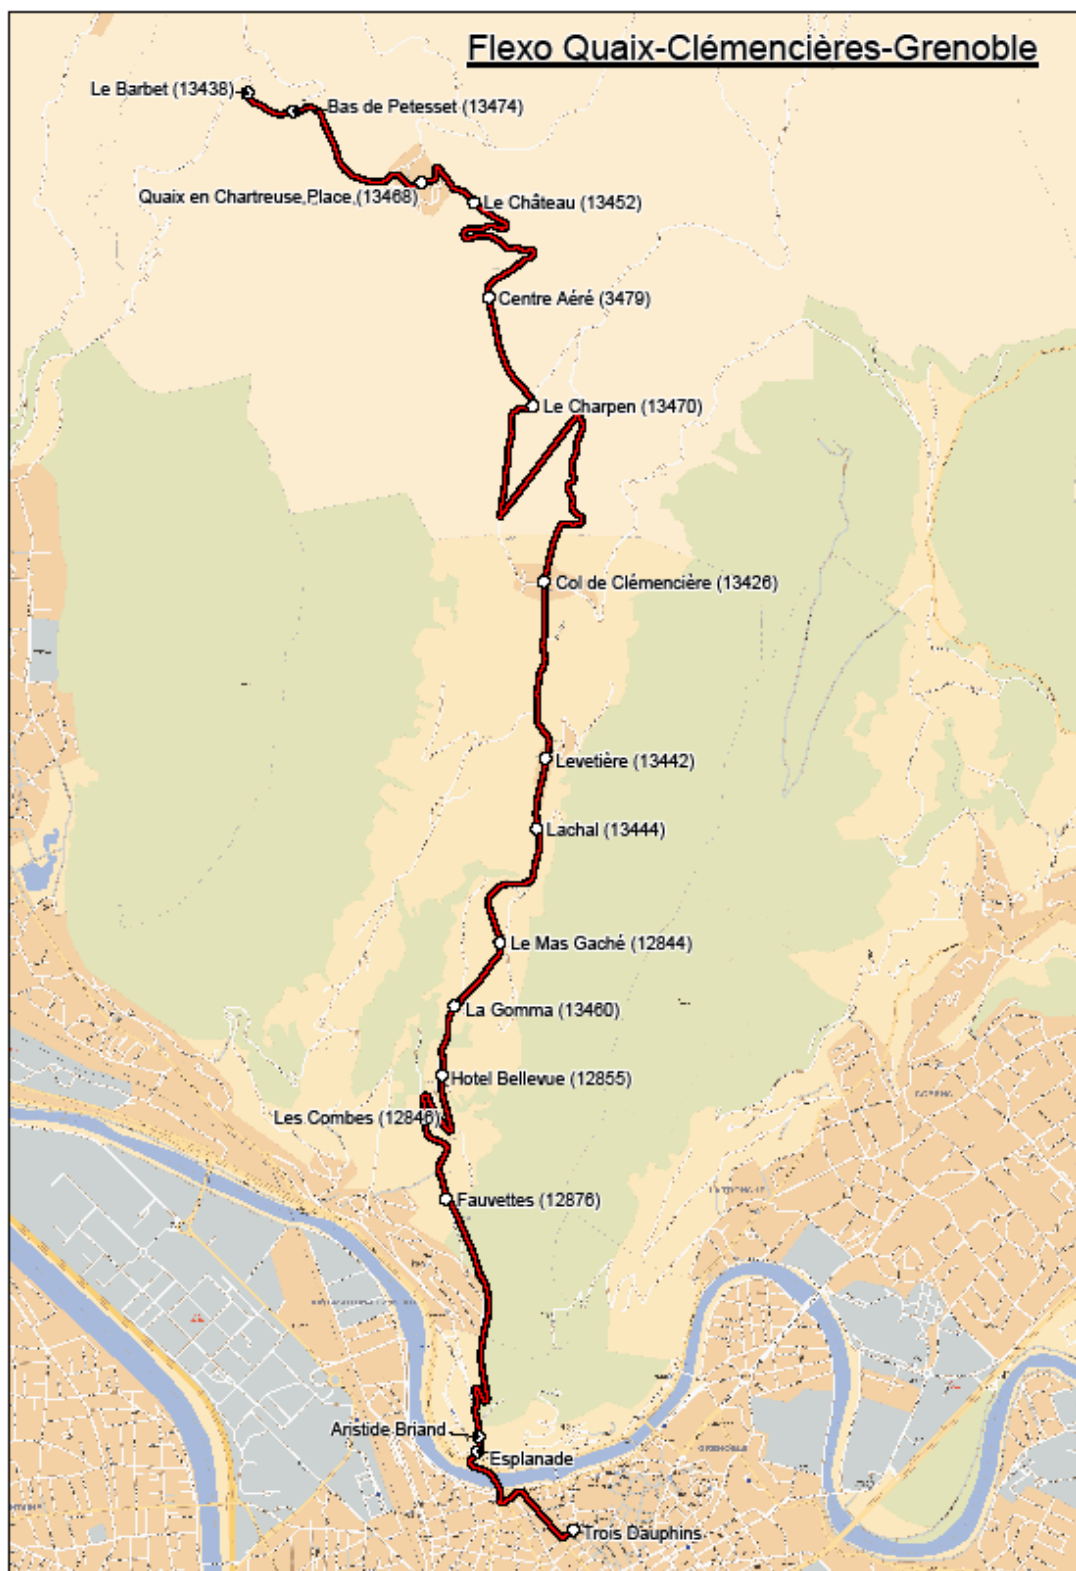 Flexo Quaix-Clémencières-Grenoble
Le Barbet (13438)
Bas de Petesset (13474)
Quaix en Chartreuse,Place,(13468)
Le Château (13452)
Centre Aéré (3479)
Le Charpen (13470)
Col de Clémencière (13426)
Levetière (13442)
Lachal (13444)
Le Mas Gaché (12844)
La Gomma (13460)
Hotel Bellevue (12855)
Les Combes (12846)
Fauvettes (12876)
Aristide Briand
Esplanade
GRENOBLE
Trois Dauphins